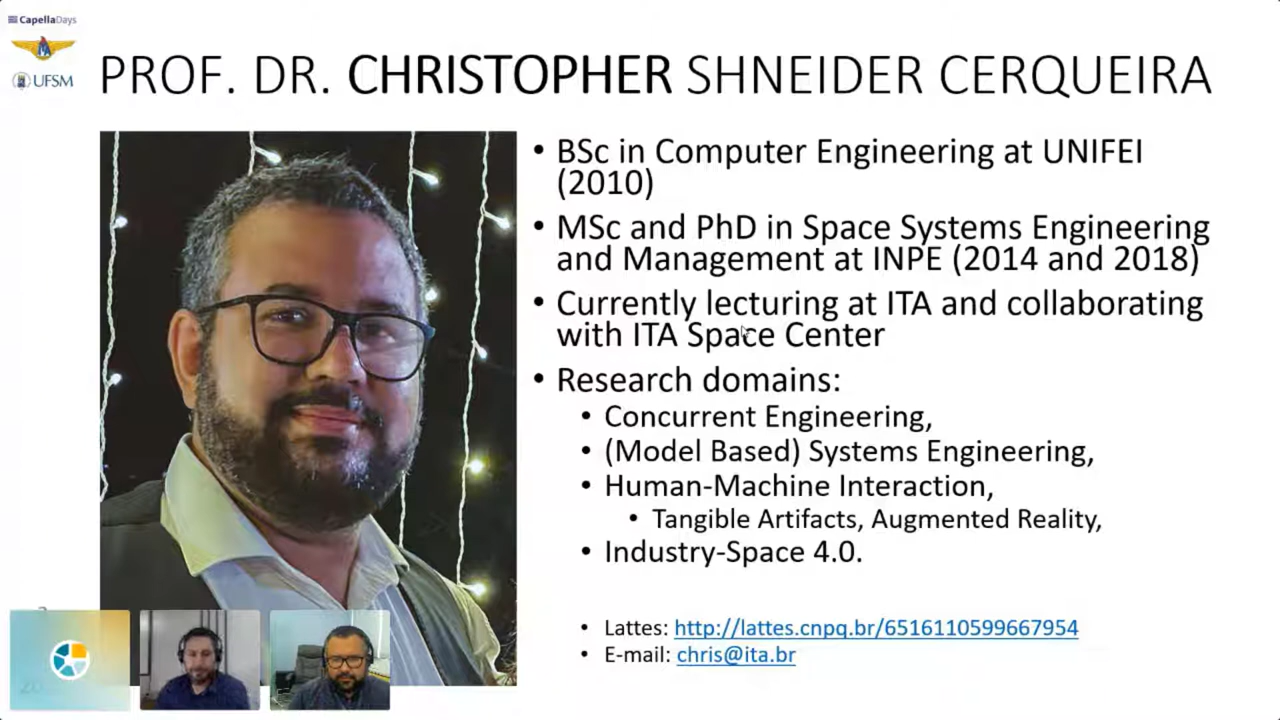 CapellaDays
UFSM
PROF. DR. CHRISTOPHER SHNEIDER CERQUEIRA
• BSc in Computer Engineering at UNIFEI
(2010)
• MSc and PhD in Space Systems Engineering
and Management at INPE (2014 and 2018)
• Currently lecturing at ITA and collaborating
with ITA Space Center
• Research domains:
• Concurrent Engineering,
• (Model Based) Systems Engineering,
• Human-Machine Interaction,
• Tangible Artifacts, Augmented Reality,
• Industry-Space 4.0.
• Lattes: http://lattes.cnpq.br/6516110599667954
• E-mail: chris@ita.br